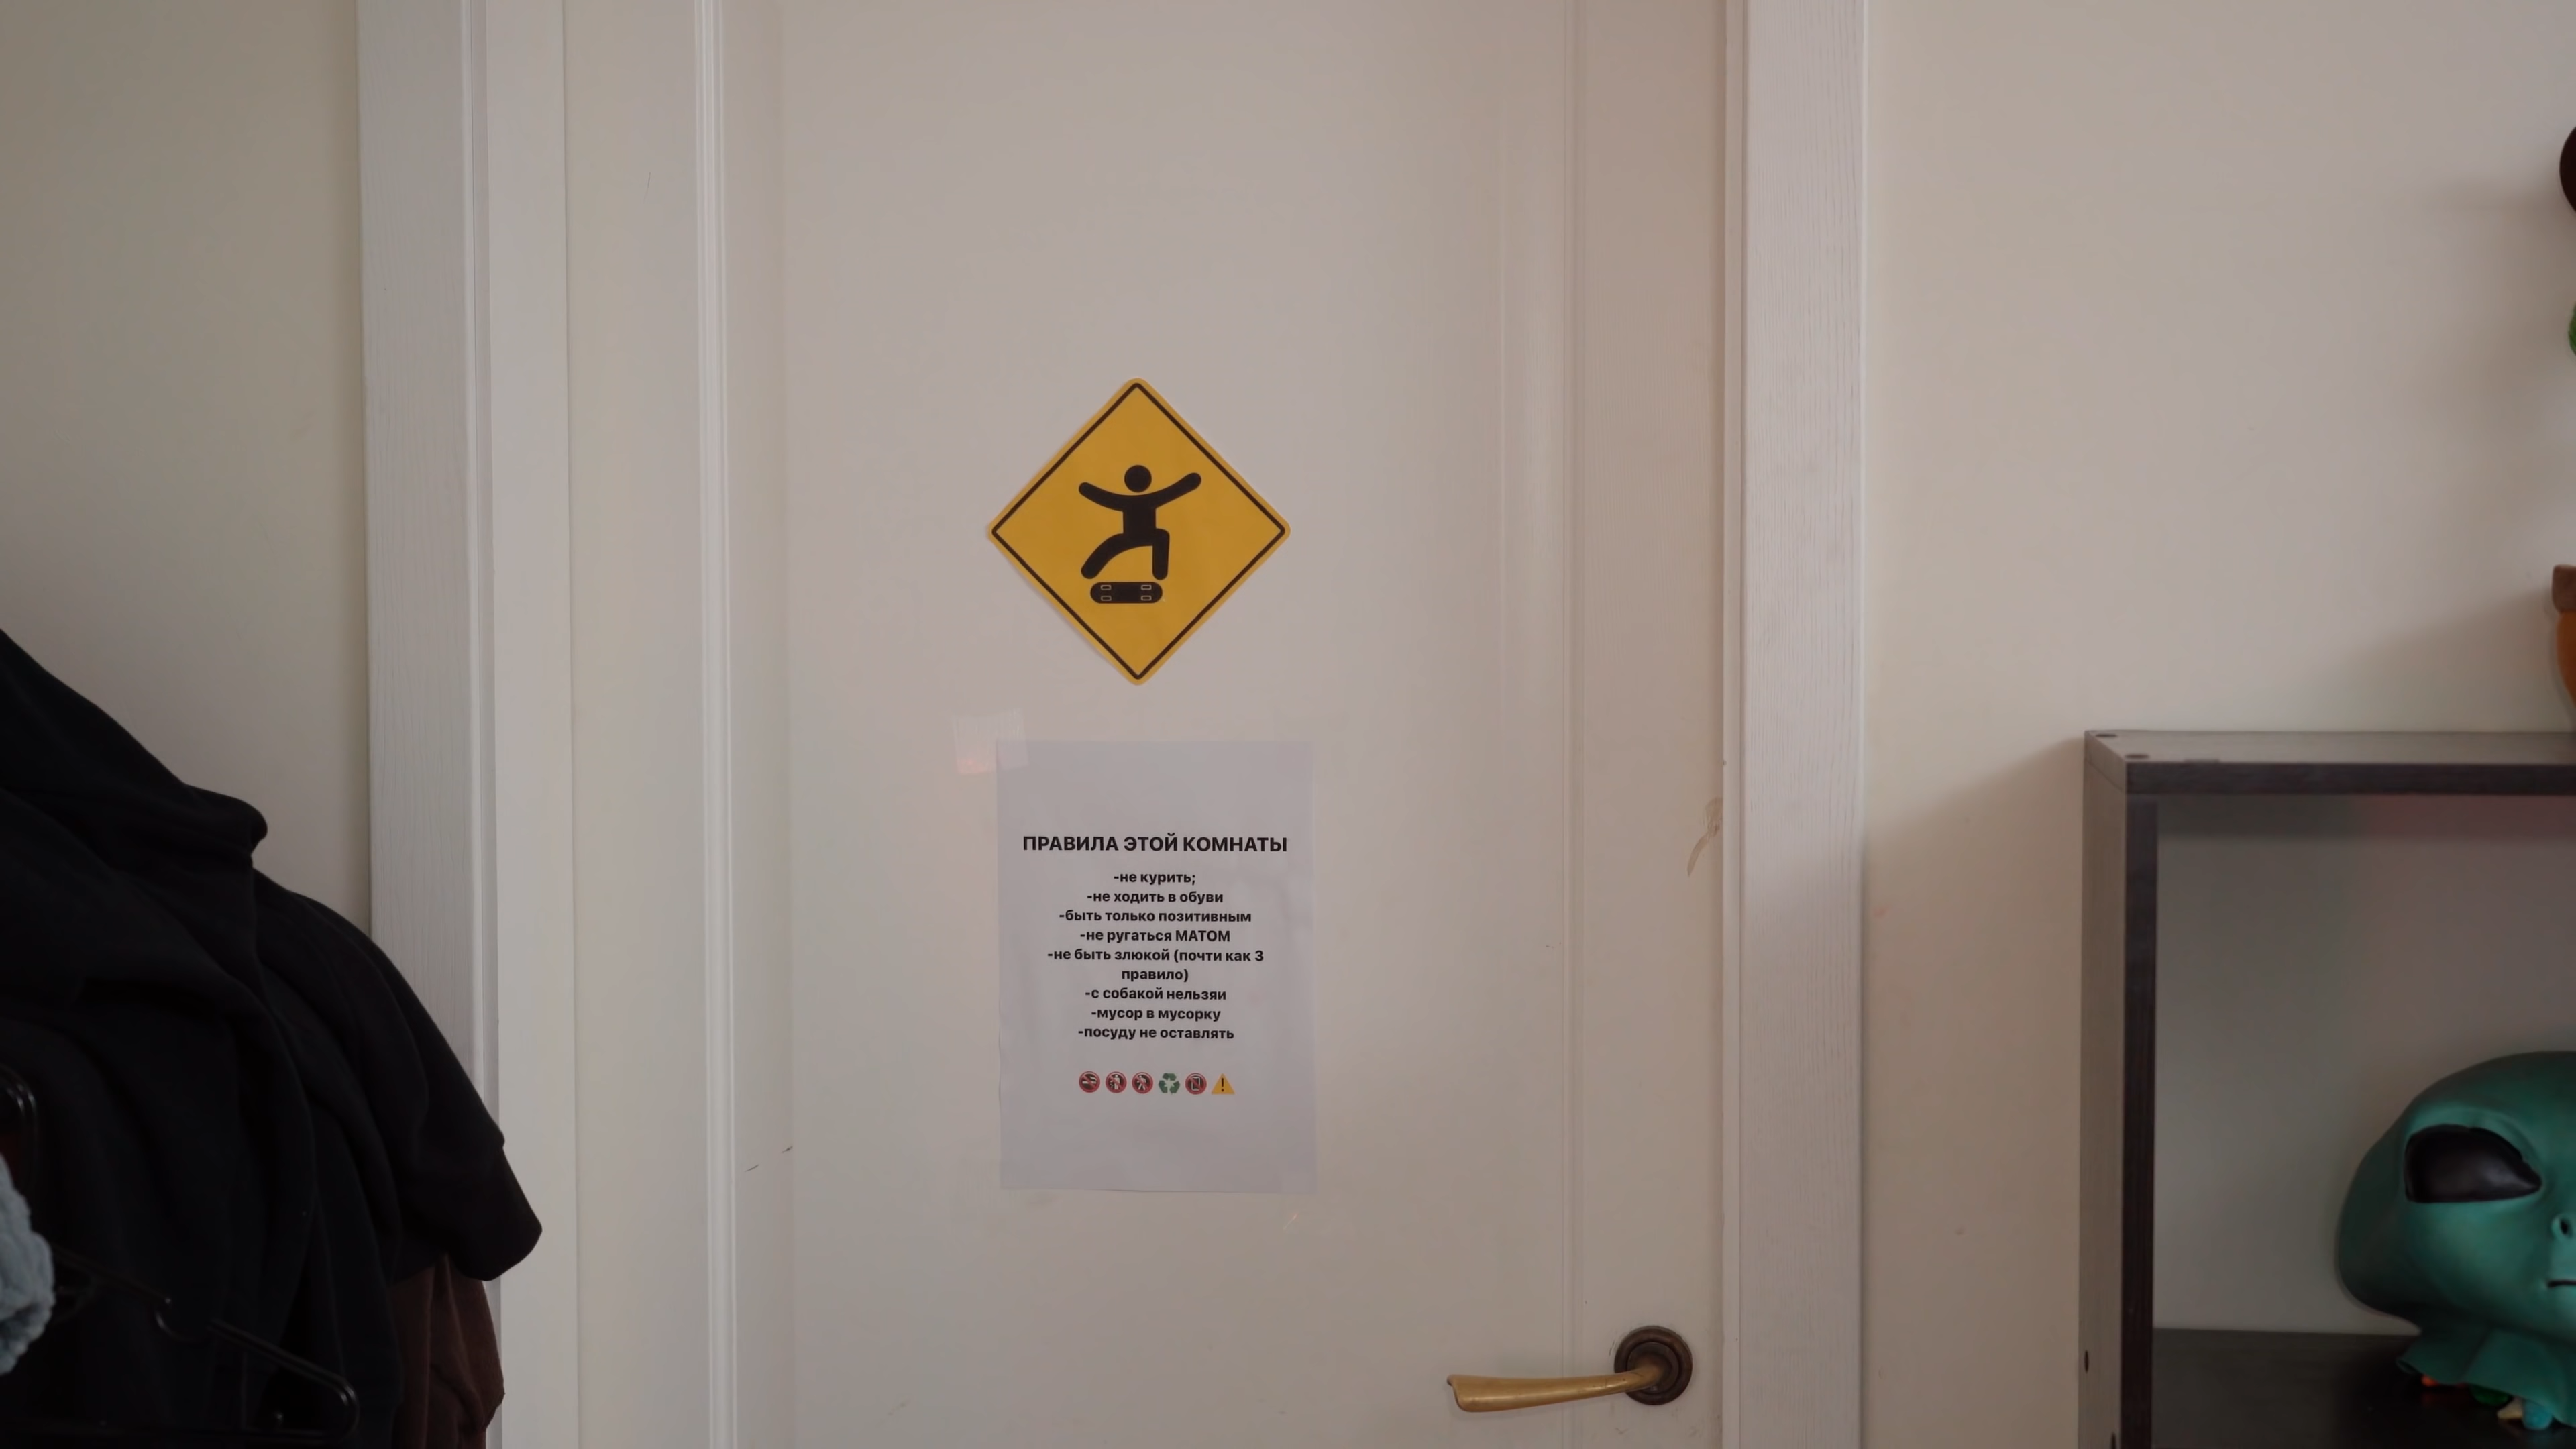 ПРАВИЛА ЭТОЙ КОМНАТЫ
-не курить;
-не ходить в обуви
-быть только позитивным
-не ругаться МАТОМ
-не быть злюкой (почти как 3
правило)
-с собакой нельзяи
-мусор в мусорку
-посуду не оставлять